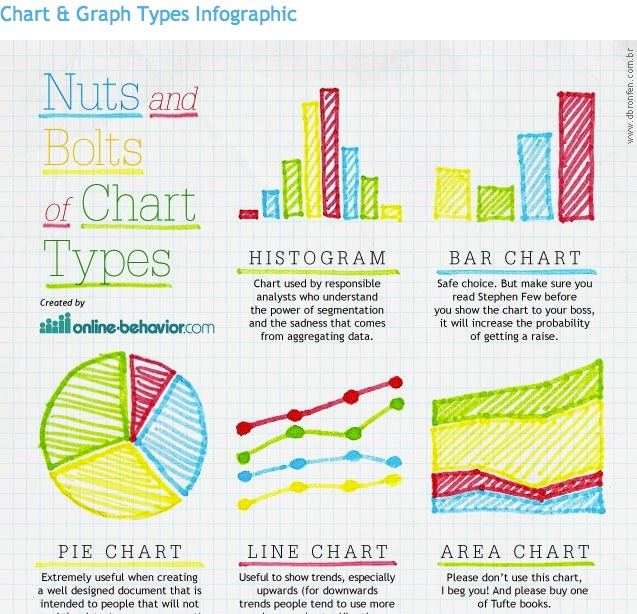 Chart & Graph Types Infographic
www.dbronfen.com.br
Nuts and
Bolts
of Chart
Types
Created by
online-behavior.com
HISTOGRAM
Chart used by responsible
analysts who understand
the power of segmentation
and the sadness that comes
from aggregating data.
BAR CHART
Safe choice. But make sure you
read Stephen Few before
you show the chart to your boss,
it will increase the probability
of getting a raise.
PIE CHART
Extremely useful when creating
a well designed document that is
intended to people that will not
LINE CHART
Useful to show trends, especially
upwards (for downwards
trends people tend to use more
AREA CHART
Please don't use this chart,
I beg you! And please buy one
of Tufte books.